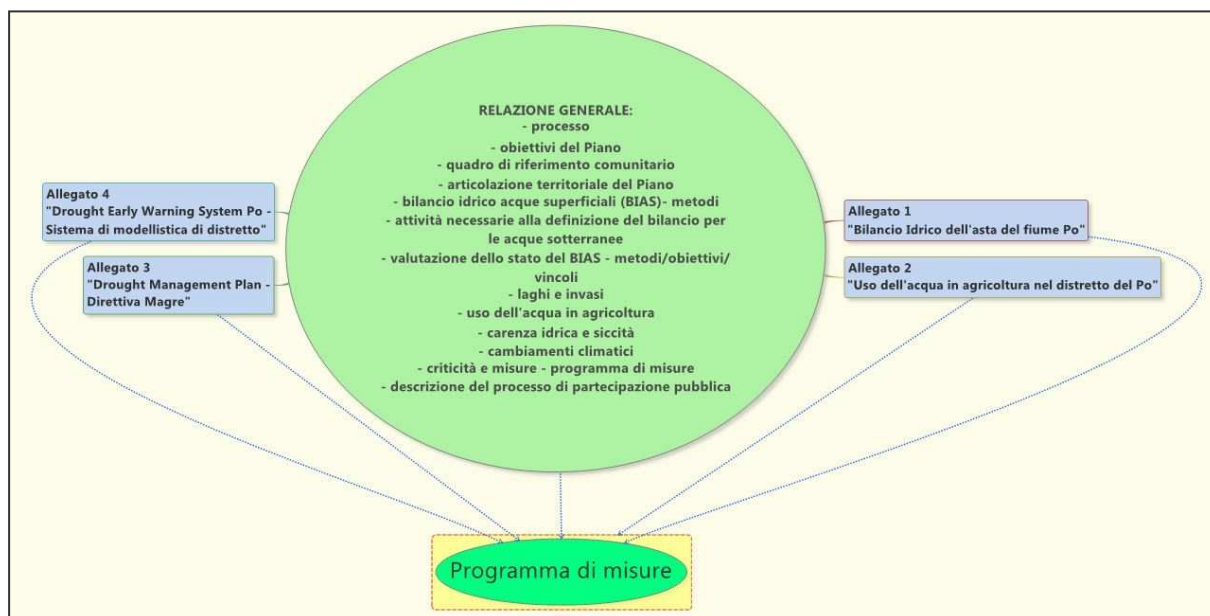 RELAZIONE GENERALE:
- processo
- obiettivi del Piano
- quadro di riferimento comunitario
- articolazione territoriale del Piano
- bilancio idrico acque superficiali (BIAS)- metodi
- attività necessarie alla definizione del bilancio per
le acque sotterranee
- valutazione dello stato del BIAS - metodi/obiettivi/
vincoli
- laghi e invasi
- uso dell'acqua in agricoltura
- carenza idrica e siccità
- cambiamenti climatici
- criticità e misure - programma di misure
- descrizione del processo di partecipazione pubblica
Allegato 4
"Drought Early Warning System Po -
Sistema di modellistica di distretto"
Allegato 3
"Drought Management Plan -
Direttiva Magre"
Allegato 1
"Bilancio Idrico dell'asta del fiume Po"
Allegato 2
"Uso dell'acqua in agricoltura nel distretto del Po"
Programma di misure